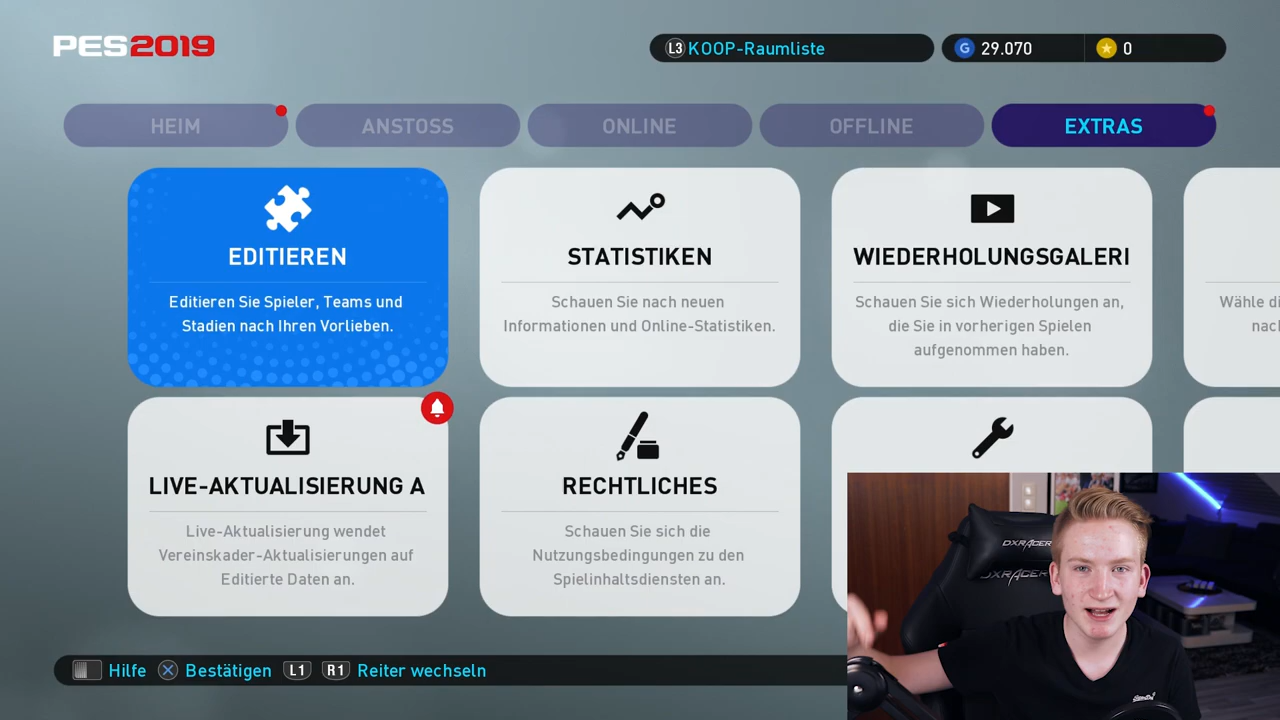 PES2019
L3 KOOP-Raumliste
G 29.070
0
HEIM
ANSTOSS
ONLINE
OFFLINE
EXTRAS
EDITIEREN
Editieren Sie Spieler, Teams und
Stadien nach Ihren Vorlieben.
STATISTIKEN
Schauen Sie nach neuen
Informationen und Online-Statistiken.
WIEDERHOLUNGSGALERI
Schauen Sie sich Wiederholungen an,
die Sie in vorherigen Spielen
aufgenommen haben.
Wähle di
nach
LIVE-AKTUALISIERUNG A
Live-Aktualisierung wendet
Vereinskader-Aktualisierungen auf
Editierte Daten an.
RECHTLICHES
Schauen Sie sich die
Nutzungsbedingungen zu den
Spielinhaltsdiensten an.
DXRACER
DXRACER
Hilfe
Bestätigen
L1 R1 Reiter wechseln